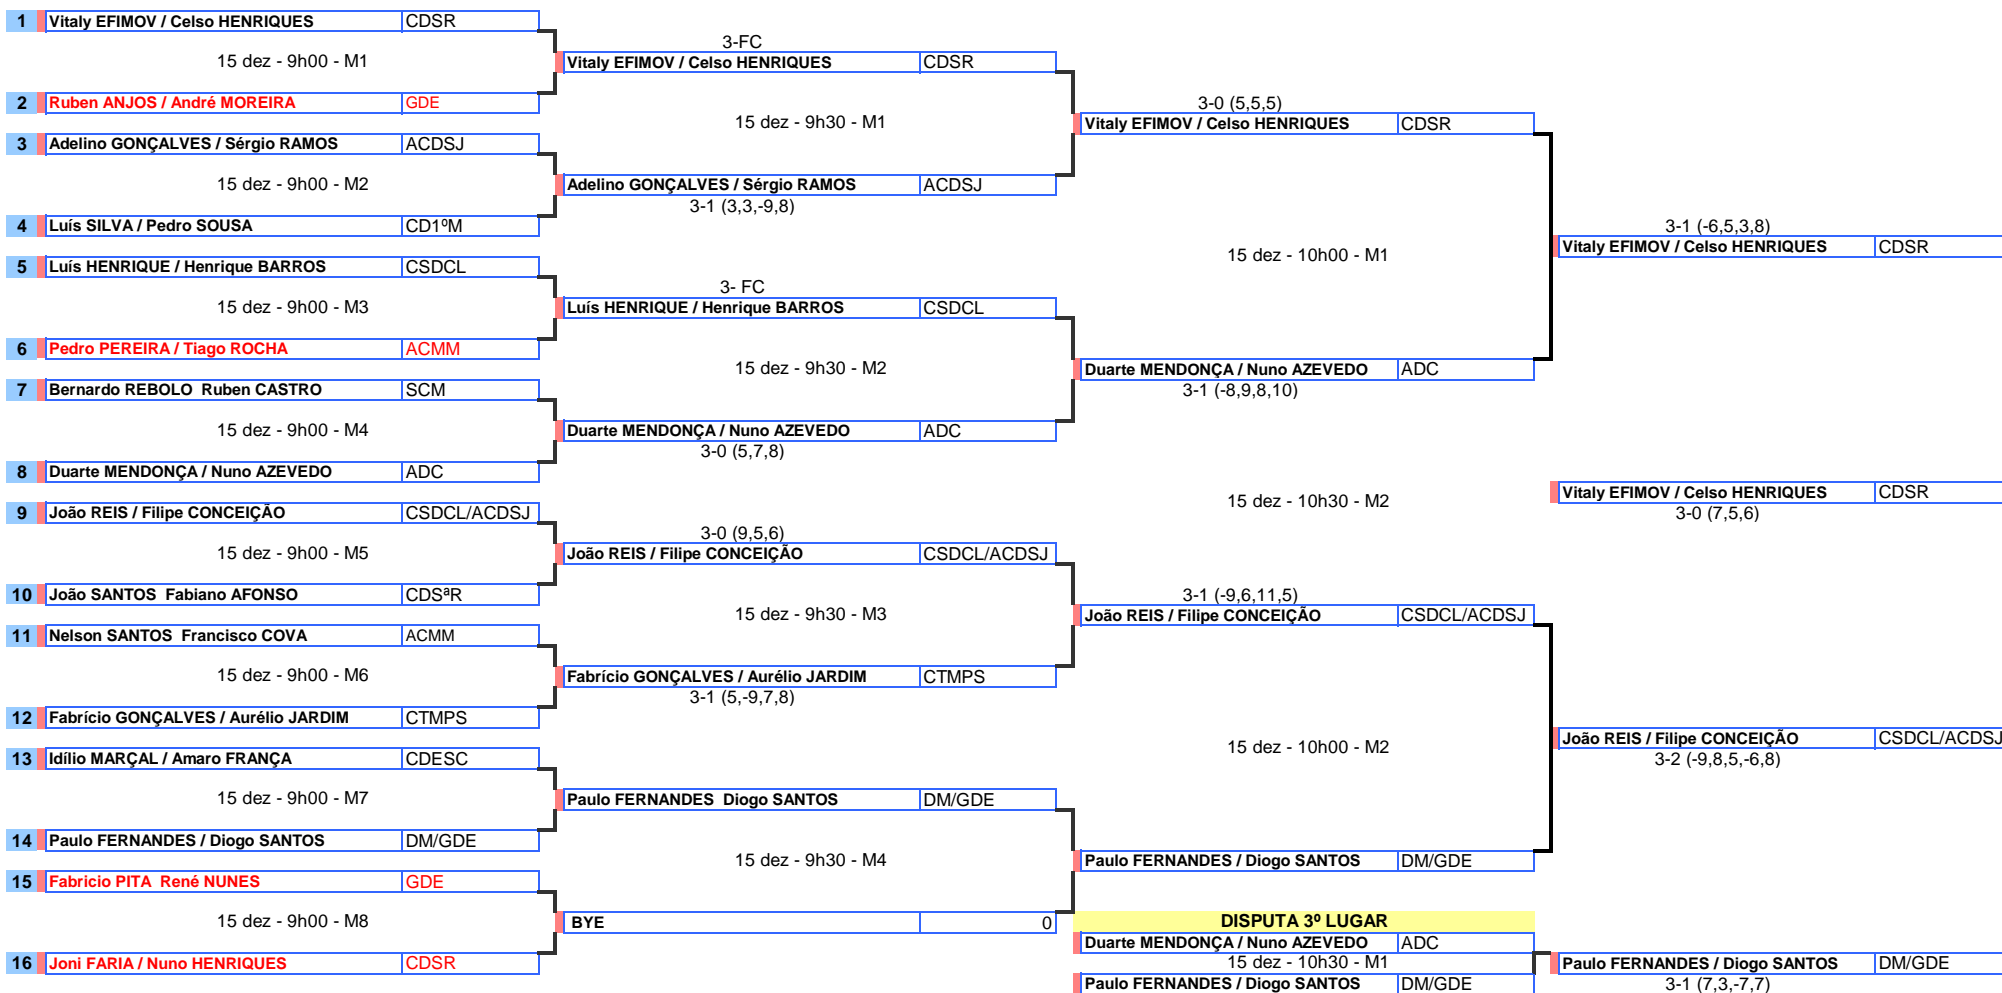 1 Vitaly EFIMOV / Celso HENRIQUES CDSR
15 dez - 9h00 - M1
2 Ruben ANJOS / André MOREIRA GDE
3 Adelino GONÇALVES / Sérgio RAMOS ACDSJ
15 dez - 9h00 - M2
4 Luís SILVA / Pedro SOUSA CD1ºM
5 Luís HENRIQUE / Henrique BARROS CSDCL
15 dez - 9h00 - M3
6 Pedro PEREIRA / Tiago ROCHA ACMM
7 Bernardo REBOLO Ruben CASTRO SCM
15 dez - 9h00 - M4
8 Duarte MENDONÇA / Nuno AZEVEDO ADC
9 João REIS / Filipe CONCEIÇÃO CSDCL/ACDSJ
15 dez - 9h00 - M5
10 João SANTOS Fabiano AFONSO CDSªR
11 Nelson SANTOS Francisco COVA ACMM
15 dez - 9h00 - M6
12 Fabrício GONÇALVES / Aurélio JARDIM CTMPS
13 Idílio MARÇAL / Amaro FRANÇA CDESC
15 dez - 9h00 - M7
14 Paulo FERNANDES / Diogo SANTOS DM/GDE
15 Fabricio PITA René NUNES GDE
15 dez - 9h00 - M8
16 Joni FARIA / Nuno HENRIQUES CDSR
3-FC
Vitaly EFIMOV / Celso HENRIQUES CDSR
15 dez - 9h30 - M1
Adelino GONÇALVES / Sérgio RAMOS ACDSJ
3-1 (3,3,-9,8)
3- FC
Luís HENRIQUE / Henrique BARROS CSDCL
15 dez - 9h30 - M2
Duarte MENDONÇA / Nuno AZEVEDO ADC
3-0 (5,7,8)
3-0 (9,5,6)
João REIS / Filipe CONCEIÇÃO CSDCL/ACDSJ
15 dez - 9h30 - M3
Fabrício GONÇALVES / Aurélio JARDIM CTMPS
3-1 (5,-9,7,8)
Paulo FERNANDES Diogo SANTOS DM/GDE
15 dez - 9h30 - M4
BYE 0
3-0 (5,5,5)
Vitaly EFIMOV / Celso HENRIQUES CDSR
15 dez - 10h00 - M1
Duarte MENDONÇA / Nuno AZEVEDO ADC
3-1 (-8,9,8,10)
15 dez - 10h30 - M2
3-1 (-9,6,11,5)
João REIS / Filipe CONCEIÇÃO CSDCL/ACDSJ
15 dez - 10h00 - M2
Paulo FERNANDES / Diogo SANTOS DM/GDE
DISPUTA 3º LUGAR
Duarte MENDONÇA / Nuno AZEVEDO ADC
15 dez - 10h30 - M1
Paulo FERNANDES / Diogo SANTOS DM/GDE
3-1 (-6,5,3,8)
Vitaly EFIMOV / Celso HENRIQUES CDSR
Vitaly EFIMOV / Celso HENRIQUES CDSR
3-0 (7,5,6)
João REIS / Filipe CONCEIÇÃO CSDCL/ACDSJ
3-2 (-9,8,5,-6,8)
Paulo FERNANDES / Diogo SANTOS DM/GDE
3-1 (7,3,-7,7)